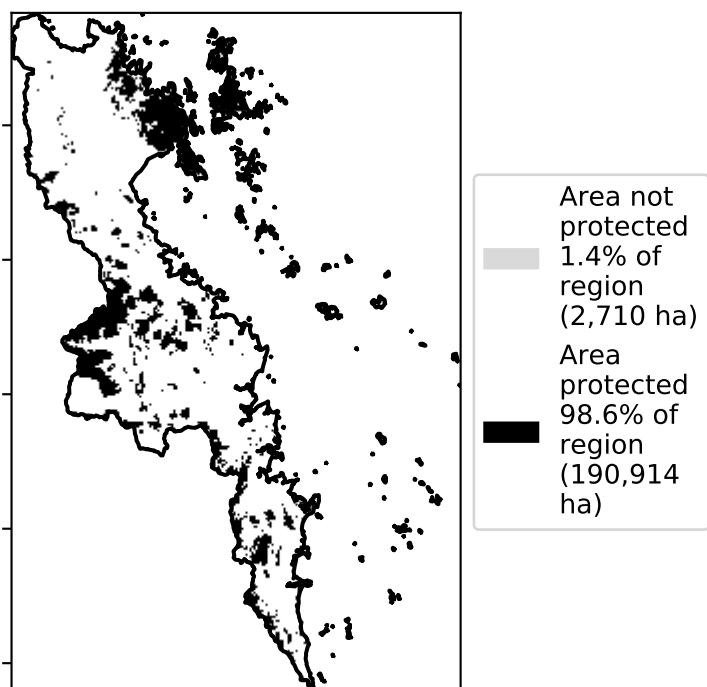 Area not
protected
1.4% of
region
(2,710 ha)
Area
protected
98.6% of
region
(190,914
ha)